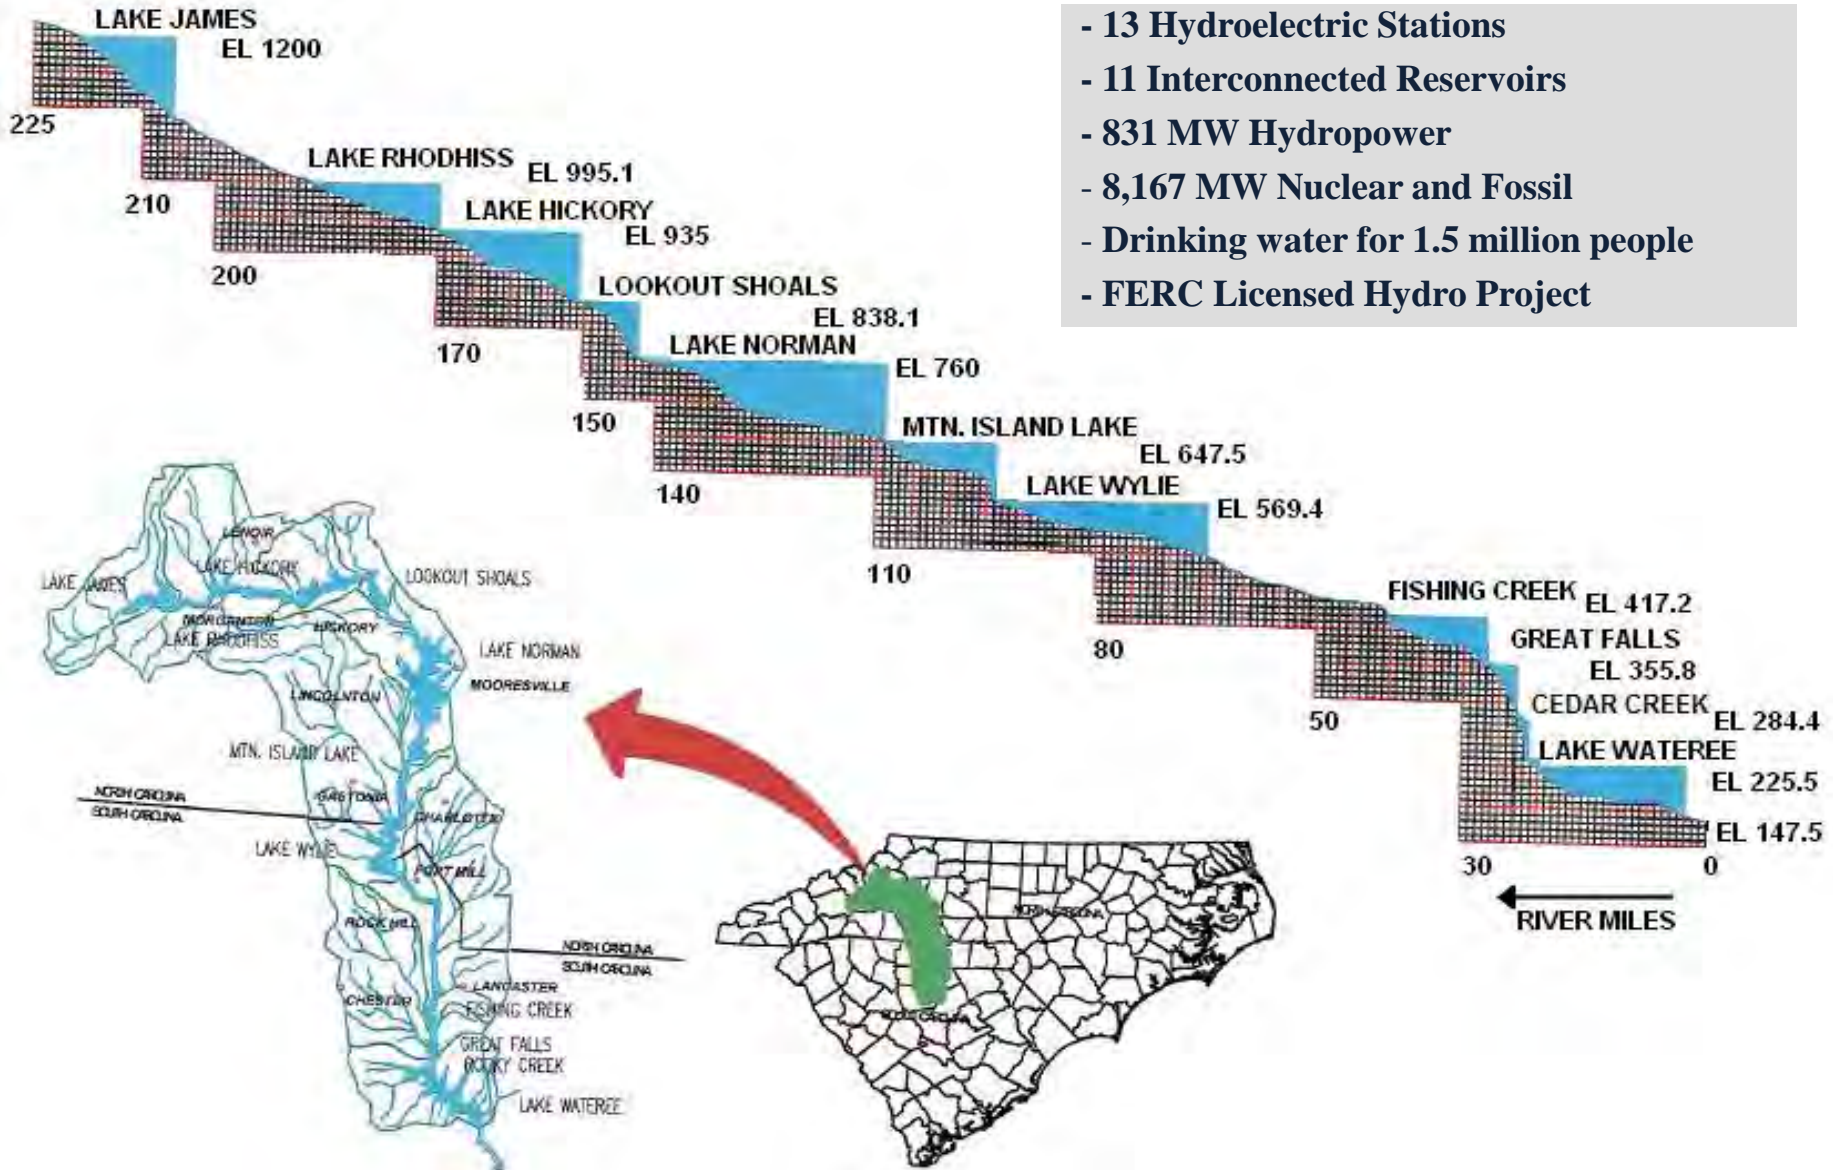 LAKE JAMES
EL 1200
225
210
LAKE RHODHISS
EL 995.1
200
LAKE HICKORY
EL 935
170
LOOKOUT SHOALS
EL 838.1
150
LAKE NORMAN
EL 760
140
MTN. ISLAND LAKE
EL 647.5
110
LAKE WYLIE
EL 569.4
80
FISHING CREEK
EL 417.2
50
GREAT FALLS
EL 355.8
CEDAR CREEK
EL 284.4
LAKE WATEREE
EL 225.5
EL 147.5
30
0
RIVER MILES
- 13 Hydroelectric Stations
- 11 Interconnected Reservoirs
- 831 MW Hydropower
- 8,167 MW Nuclear and Fossil
- Drinking water for 1.5 million people
- FERC Licensed Hydro Project
LENOIR
LAKE HICKORY
LAKE JAMES
LOOKOUT SHOALS
MORGANTON
HICKORY
LAKE RHODHISS
LAKE NORMAN
MOORESVILLE
LINCOLNTON
MTN. ISLAND LAKE
GASTONIA
NORTH CAROLINA
SOUTH CAROLINA
CHARLOTTE
LAKE WYLIE
FORT MILL
ROCK HILL
NORTH CAROLINA
SOUTH CAROLINA
LANCASTER
CHESTER
FISHING CREEK
GREAT FALLS
ROCKY CREEK
LAKE WATEREE
NORTH CAROLINA
SOUTH CAROLINA